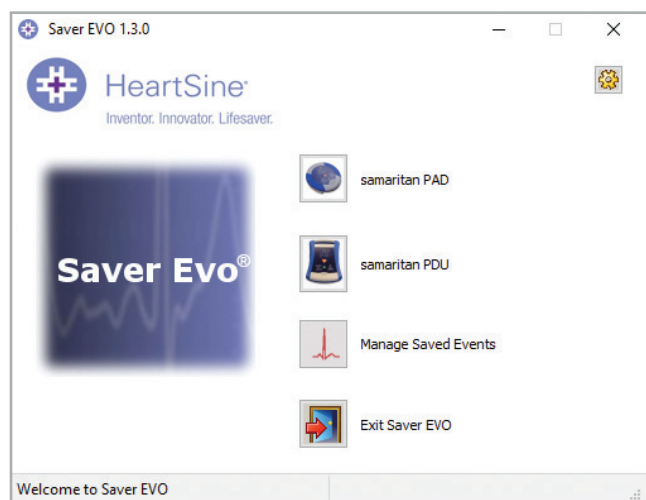 Saver EVO 1.3.0
HeartSine®
Inventor. Innovator. Lifesaver.
Saver Evo®
samaritan PAD
samaritan PDU
Manage Saved Events
Exit Saver EVO
Welcome to Saver EVO